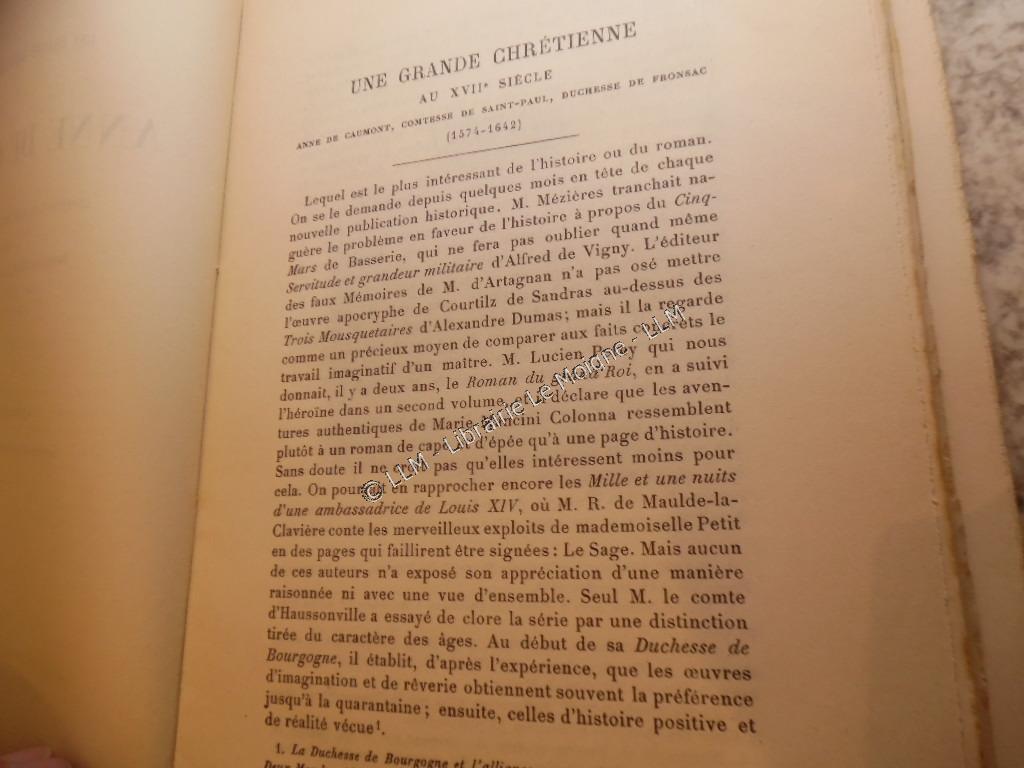 UNE GRANDE CHRÉTIENNE
AU XVIIe SIÈCLE
ANNE DE CAUMONT, COMTESSE DE SAINT-PAUL, DUCHESSE DE FRONSAC
(1574-1642)
Lequel est le plus intéressant de l'histoire ou du roman.
On se le demande depuis quelques mois en tête de chaque
nouvelle publication historique. M. Mézières tranchait na-
guère le problème en faveur de l'histoire à propos du Cinq-
Mars de Basserie, qui ne fera pas oublier quand même
Servitude et grandeur militaire d'Alfred de Vigny. L'éditeur
des faux Mémoires de M. d'Artagnan n'a pas osé mettre
l'œuvre apocryphe de Courtilz de Sandras au-dessus des
Trois Mousquetaires d'Alexandre Dumas; mais il la regarde
comme un précieux moyen de comparer aux faits concrets le
travail imaginatif d'un maître. M. Lucien Perey qui nous
donnait, il y a deux ans, le Roman du Grand Roi, en a suivi
l'héroïne dans un second volume, et déclare que les aven-
tures authentiques de Marie Mancini Colonna ressemblent
plutôt à un roman de cape et d'épée qu'à une page d'histoire.
Sans doute il ne croit pas qu'elles intéressent moins pour
cela. On pourrait en rapprocher encore les Mille et une nuits
d'une ambassadrice de Louis XIV, où M. R. de Maulde-la-
Clavière conte les merveilleux exploits de mademoiselle Petit
en des pages qui faillirent être signées : Le Sage. Mais aucun
de ces auteurs n'a exposé son appréciation d'une manière
raisonnée ni avec une vue d'ensemble. Seul M. le comte
d'Haussonville a essayé de clore la série par une distinction
tirée du caractère des âges. Au début de sa Duchesse de
Bourgogne, il établit, d'après l'expérience, que les œuvres
d'imagination et de rêverie obtiennent souvent la préférence
jusqu'à la quarantaine; ensuite, celles d'histoire positive et
de réalité vécue1.
1. La Duchesse de Bourgogne et l'
© LLM - Librairie Le Moigne - LLM